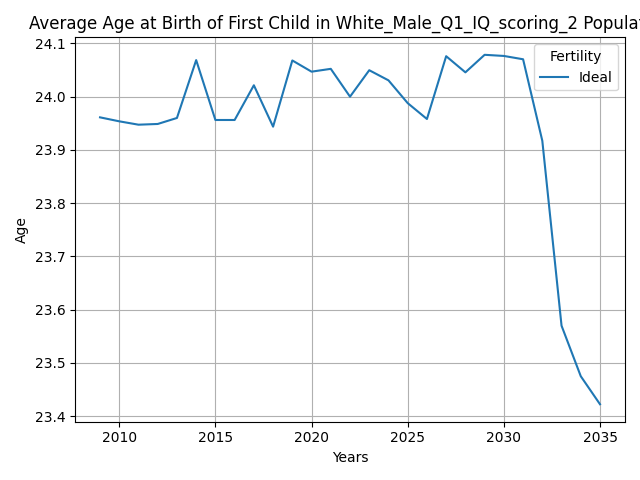 Average Age at Birth of First Child in White_Male_Q1_IQ_scoring_2 Populat
24.1
24.0
23.9
23.8
23.7
23.6
23.5
23.4
Age
Fertility
Ideal
2010 2015 2020 2025 2030 2035
Years